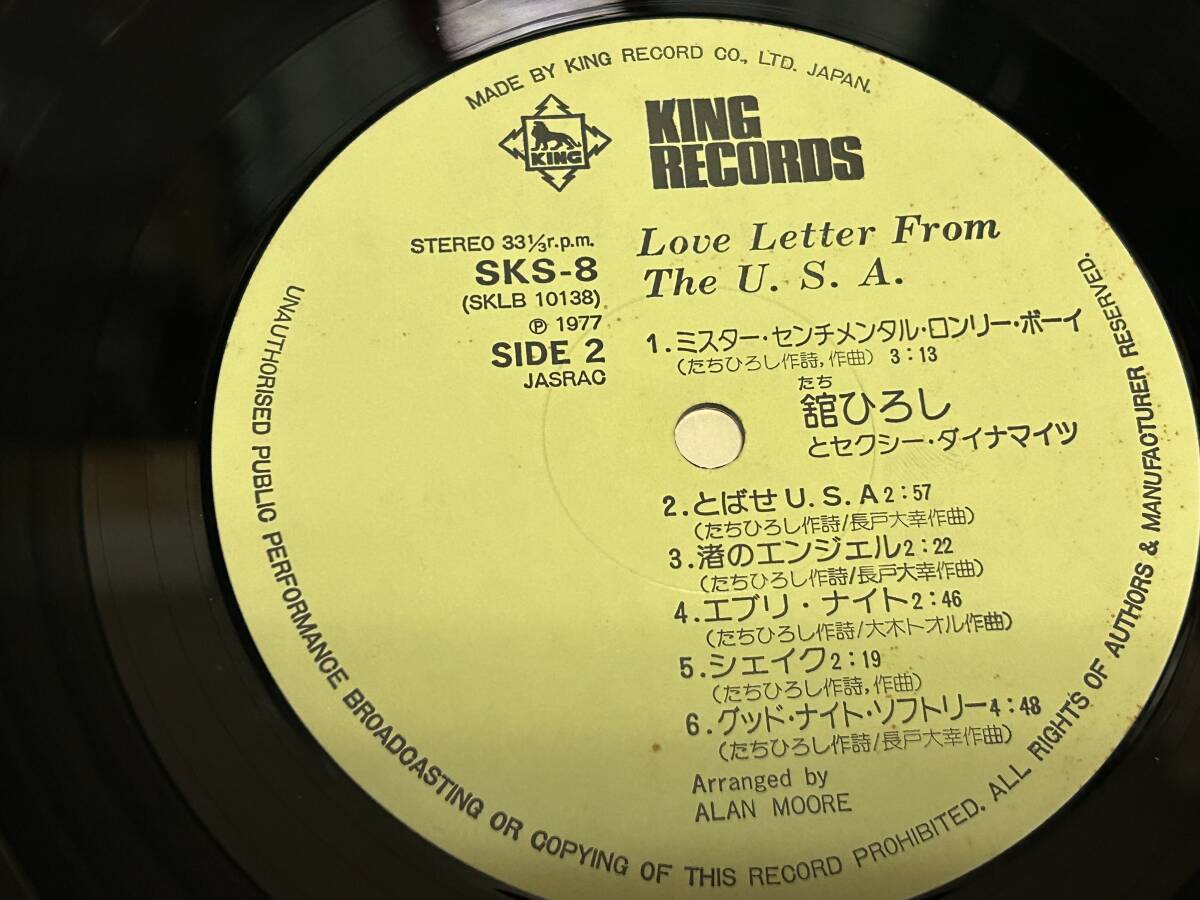 MADE BY KING RECORD CO., LTD. JAPAN.
KING
KING
RECORDS
STEREO 33⅓r.p.m.
SKS-8
(SKLB 10138)
Ⓟ 1977
SIDE 2
JASRAC
Love Letter From
The U. S. A.
1.ミスター・センチメンタル・ロンリー・ボーイ
(たちひろし作詩,作曲) 3:13
たち
舘ひろし
とセクシー・ダイナマイツ
2.とばせU.S.A2:57
(たちひろし作詩/長戸大幸作曲)
3.渚のエンジェル2:22
(たちひろし作詩/長戸大幸作曲)
4.エブリ・ナイト2:46
(たちひろし作詩/大木トオル作曲)
5.シェイク2:19
(たちひろし作詩,作曲)
6.グッド・ナイト・ソフトリー4:48
(たちひろし作詩/長戸大幸作曲)
Arranged by
ALAN MOORE
UNAUTHORISED PUBLIC PERFORMANCE BROADCASTING OR COPYING OF THIS RECORD PROHIBITED. ALL RIGHTS OF AUTHORS & MANUFACTURER RESERVED.